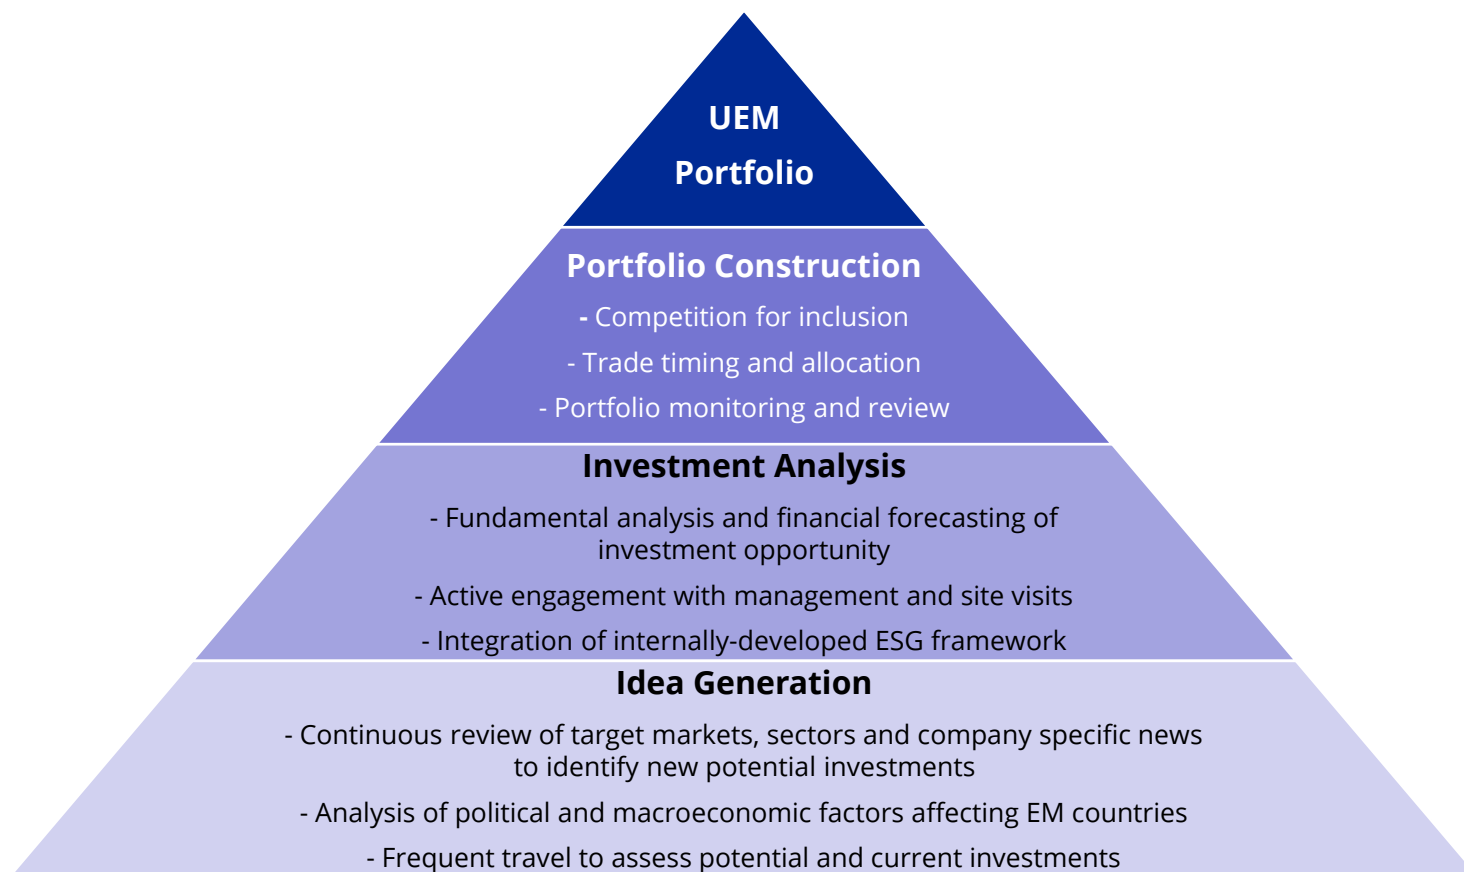 UEM
Portfolio
Portfolio Construction
- Competition for inclusion
- Trade timing and allocation
- Portfolio monitoring and review
Investment Analysis
- Fundamental analysis and financial forecasting of
investment opportunity
- Active engagement with management and site visits
- Integration of internally-developed ESG framework
Idea Generation
- Continuous review of target markets, sectors and company specific news
to identify new potential investments
- Analysis of political and macroeconomic factors affecting EM countries
- Frequent travel to assess potential and current investments